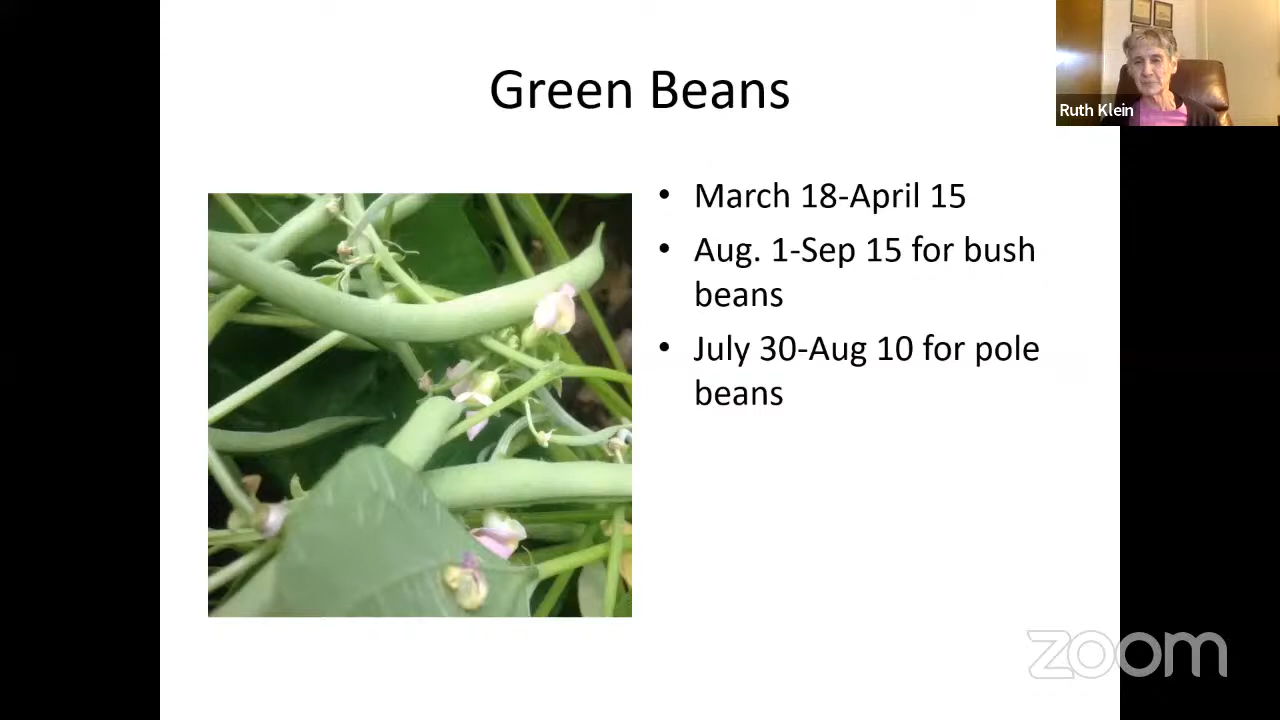 Green Beans
Ruth Klein
• March 18-April 15
• Aug. 1-Sep 15 for bush
beans
• July 30-Aug 10 for pole
beans
zoom